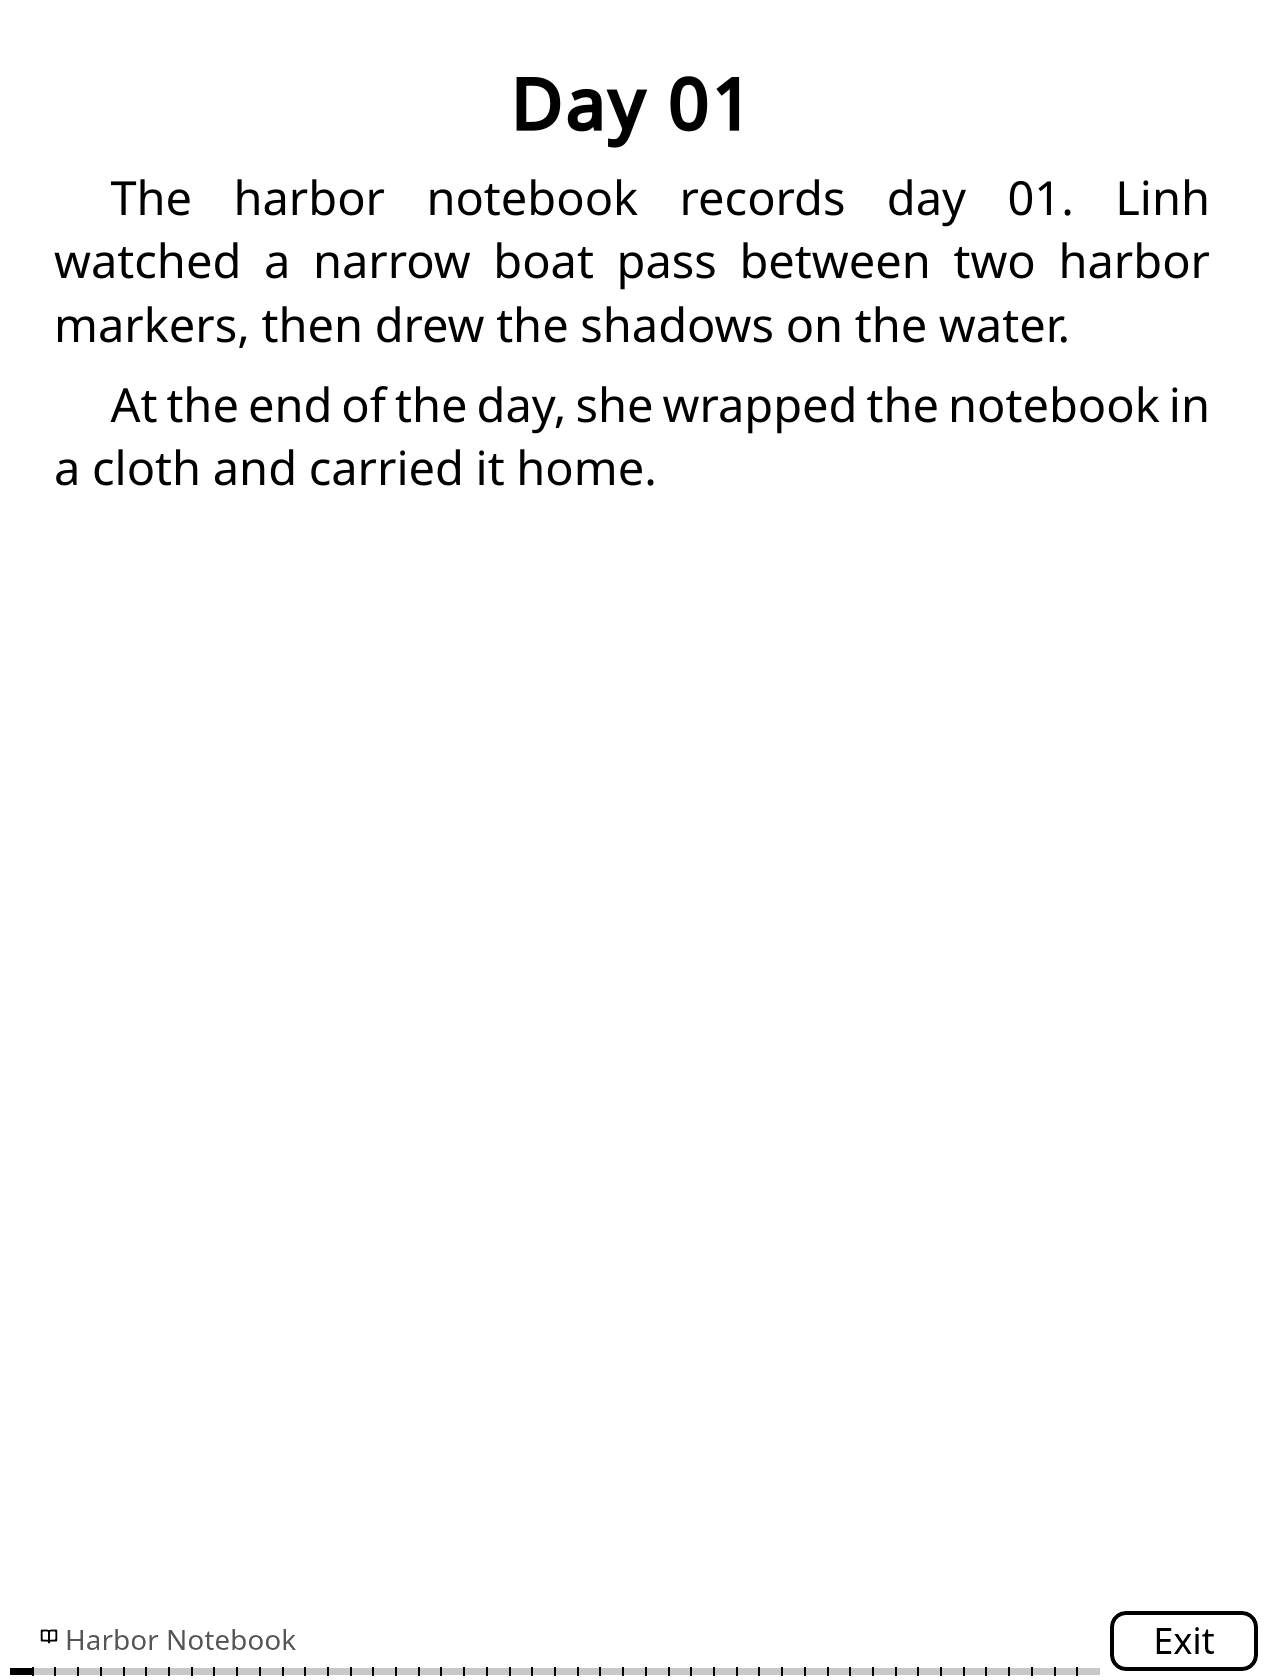 Day 01
The harbor notebook records day 01. Linh
watched a narrow boat pass between two harbor
markers, then drew the shadows on the water.
At the end of the day, she wrapped the notebook in
a cloth and carried it home.
Harbor Notebook
Exit